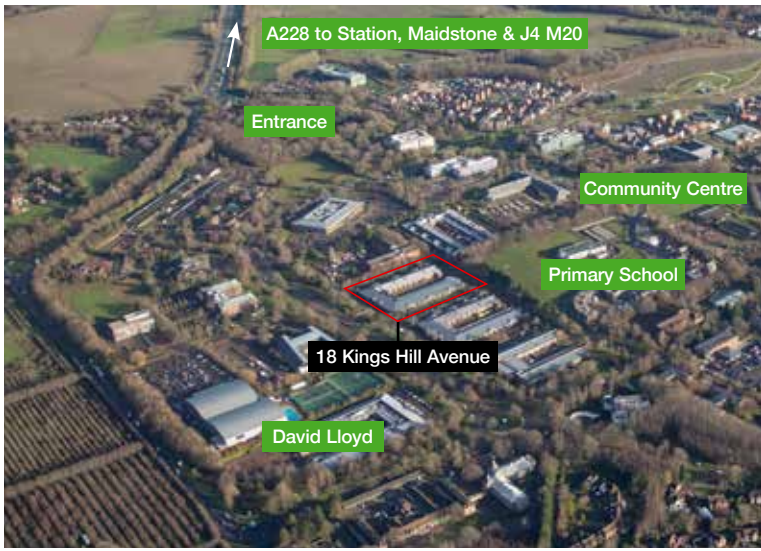 A228 to Station, Maidstone & J4 M20
Entrance
Community Centre
Primary School
18 Kings Hill Avenue
David Lloyd